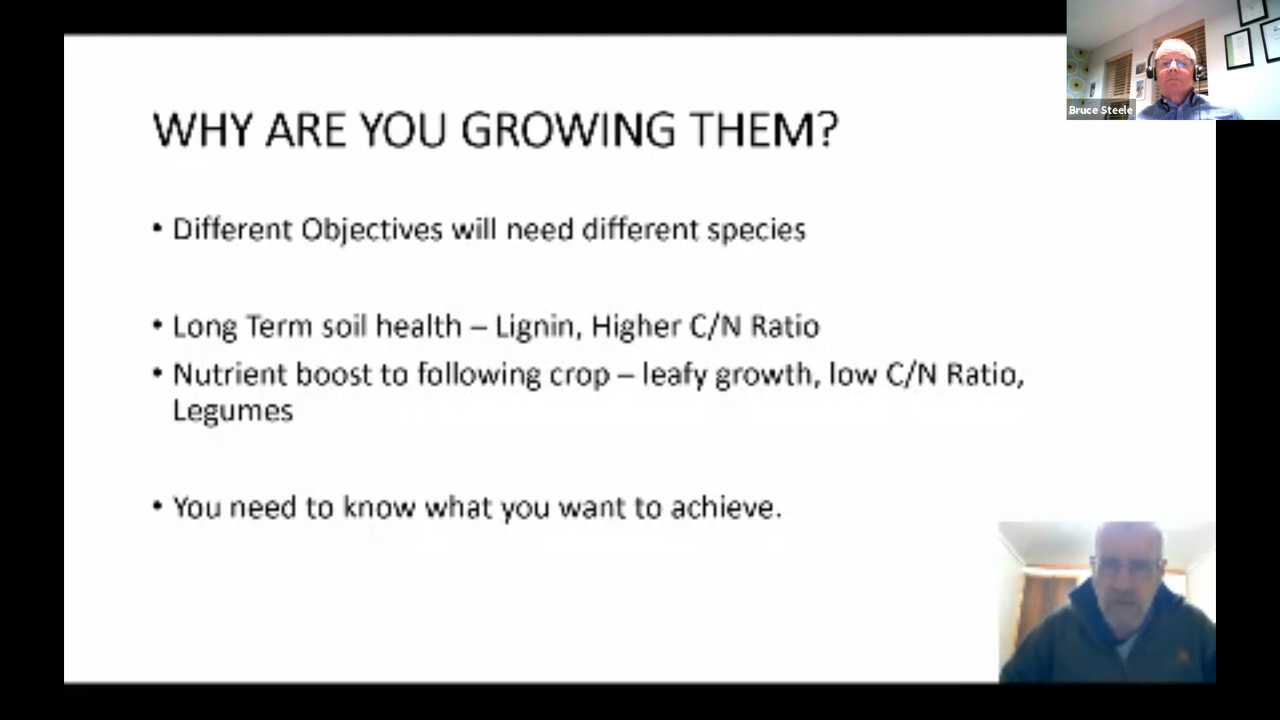 Bruce Steele
WHY ARE YOU GROWING THEM?
• Different Objectives will need different species
• Long Term soil health – Lignin, Higher C/N Ratio
• Nutrient boost to following crop – leafy growth, low C/N Ratio,
Legumes
• You need to know what you want to achieve.